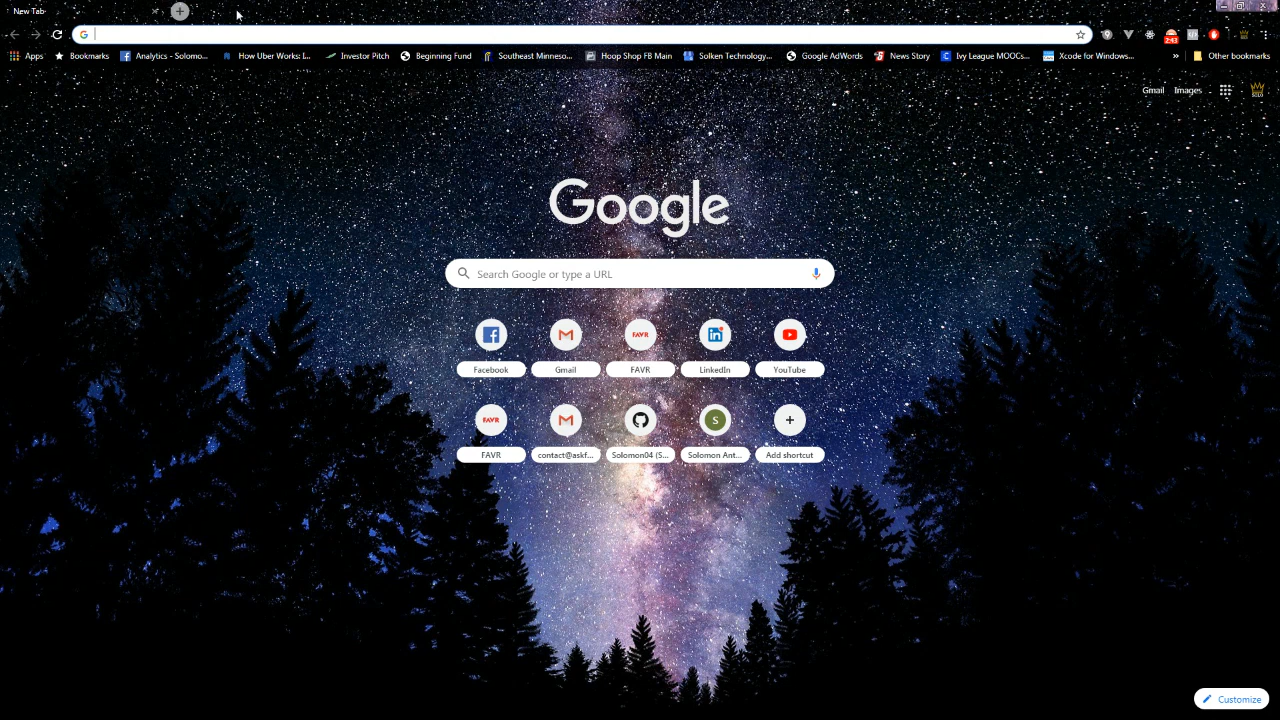 New Tab
Apps Bookmarks Analytics - Solomo... How Uber Works: I... Investor Pitch Beginning Fund Southeast Minneso... Hoop Shop FB Main Solken Technology... Google AdWords News Story Ivy League MOOCs... Xcode for Windows... » Other bookmarks
Gmail Images
Google
Search Google or type a URL
Facebook Gmail FAVR LinkedIn YouTube
FAVR contact@askf... Solomon04 (S... Solomon Ant... Add shortcut
Customize